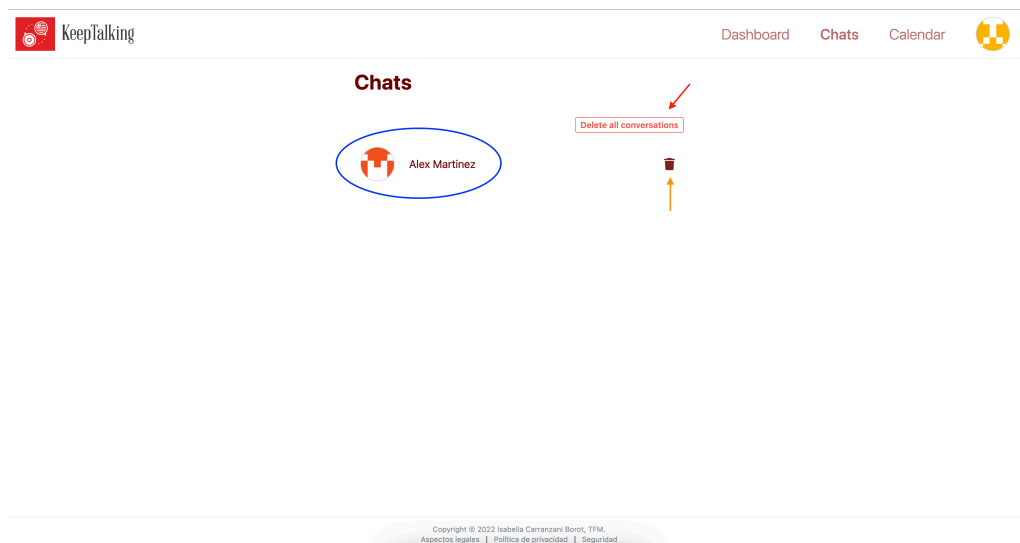 KeepTalking
Dashboard Chats Calendar
Chats
Delete all conversations
Alex Martinez
Copyright © 2022 Isabella Carranzani Borot, TFM.
Aspectos legales | Política de privacidad | Seguridad